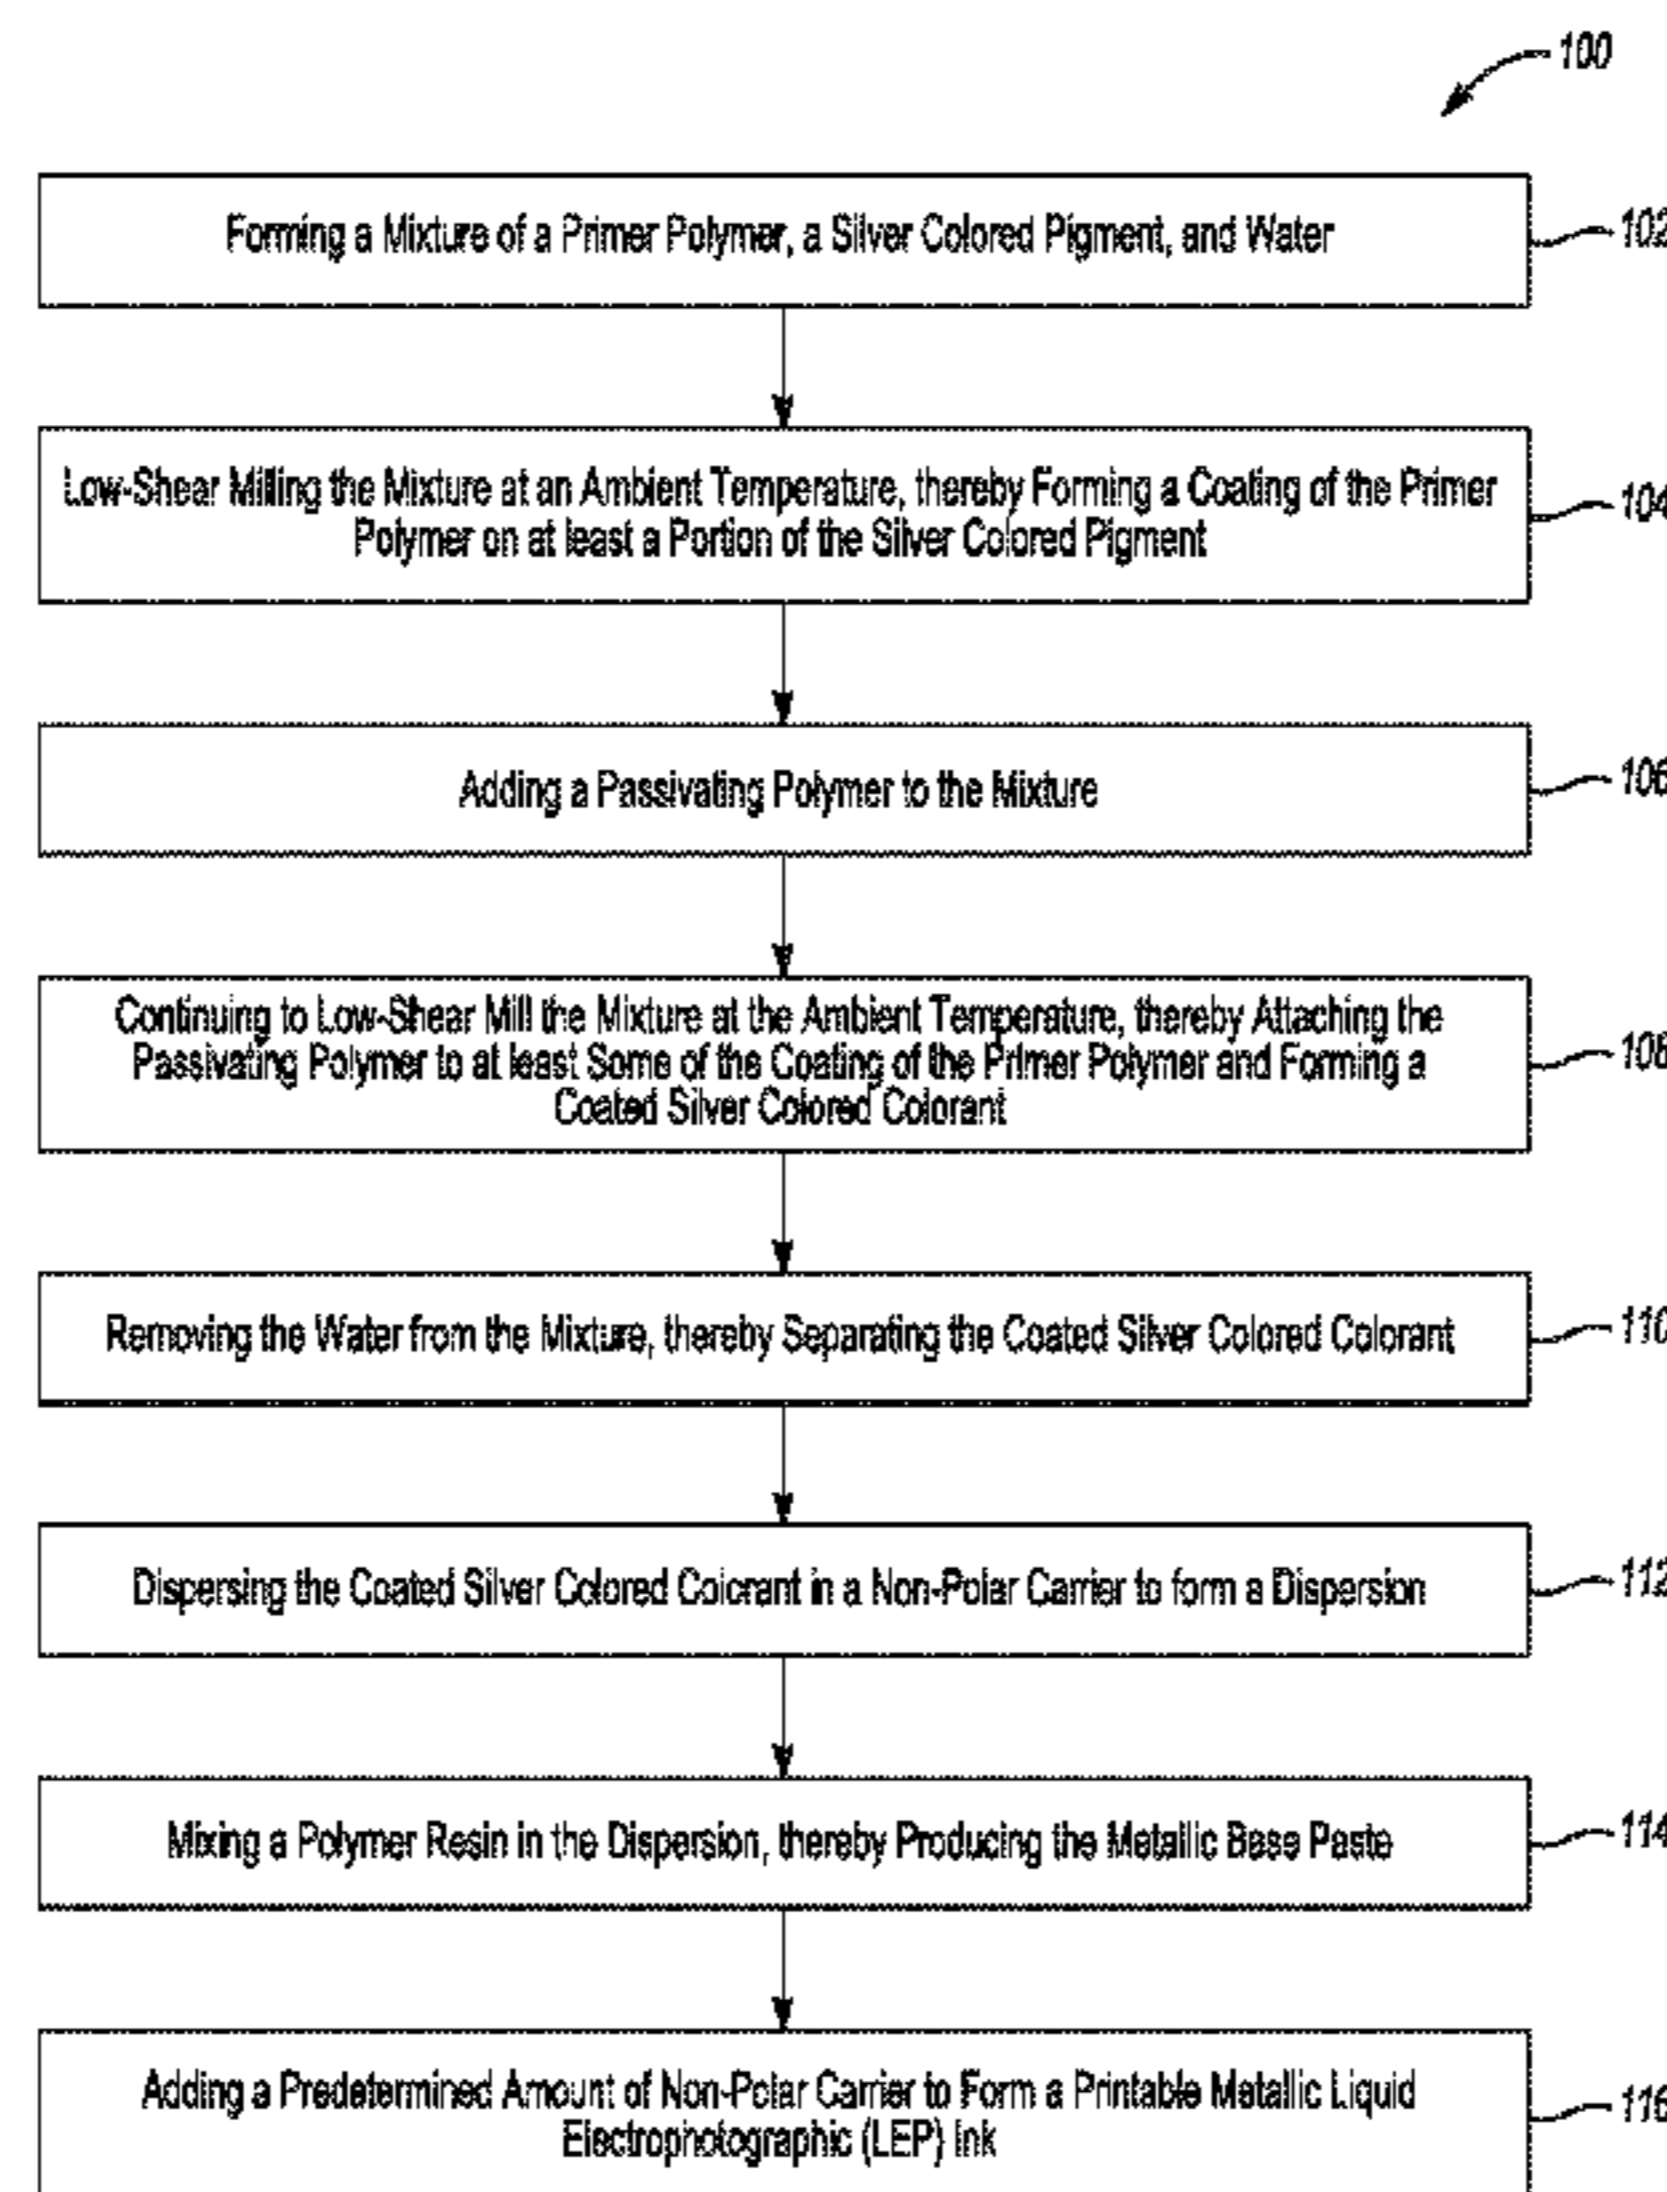 100
Forming a Mixture of a Primer Polymer, a Silver Colored Pigment, and Water
102
Low-Shear Milling the Mixture at an Ambient Temperature, thereby Forming a Coating of the Primer
Polymer on at least a Portion of the Silver Colored Pigment
104
Adding a Passivating Polymer to the Mixture
106
Continuing to Low-Shear Mill the Mixture at the Ambient Temperature, thereby Attaching the
Passivating Polymer to at least Some of the Coating of the Primer Polymer and Forming a
Coated Silver Colored Colorant
108
Removing the Water from the Mixture, thereby Separating the Coated Silver Colored Colorant
110
Dispersing the Coated Silver Colored Colorant in a Non-Polar Carrier to form a Dispersion
112
Mixing a Polymer Resin in the Dispersion, thereby Producing the Metallic Base Paste
114
Adding a Predetermined Amount of Non-Polar Carrier to Form a Printable Metallic Liquid
Electrophotographic (LEP) Ink
116